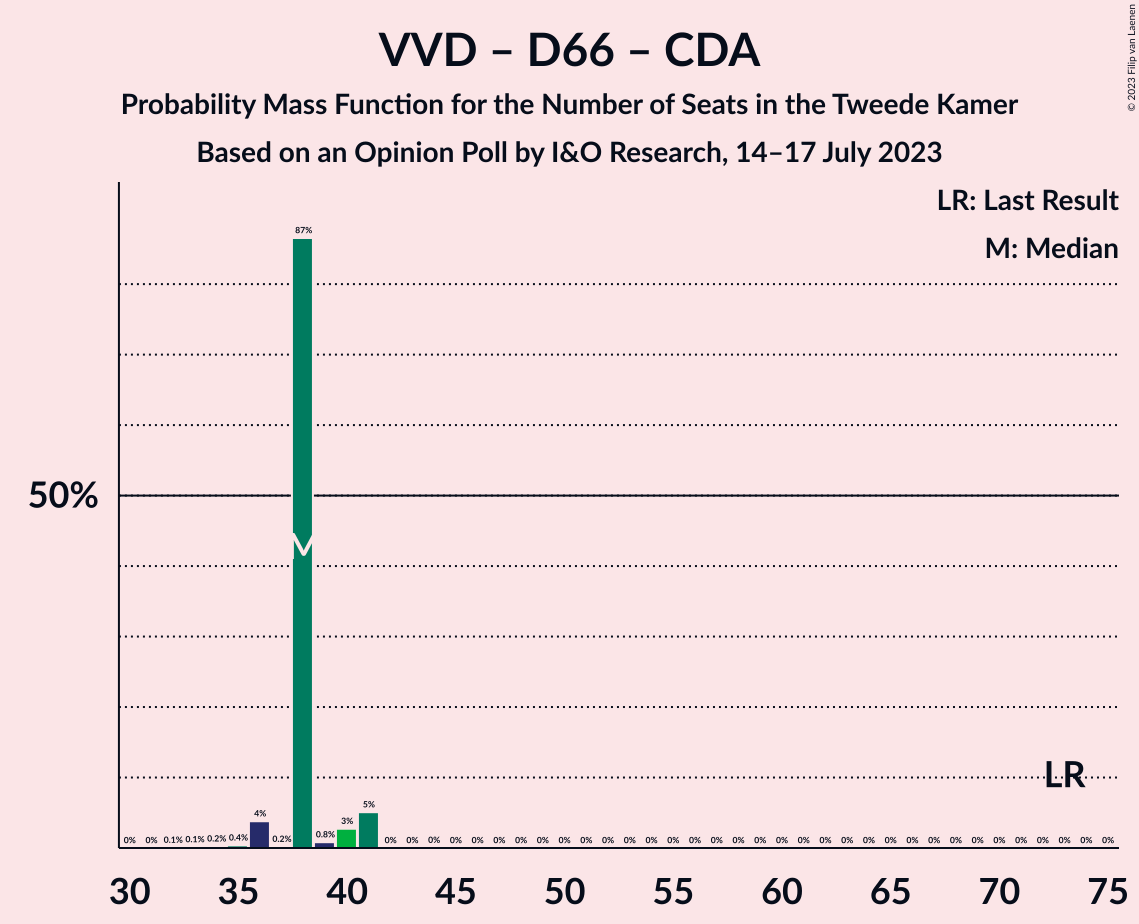 VVD – D66 – CDA
Probability Mass Function for the Number of Seats in the Tweede Kamer
Based on an Opinion Poll by I&O Research, 14–17 July 2023
© 2023 Filip van Laenen
LR: Last Result
M: Median
87%
50%
M
LR
0% 0% 0.1% 0.1% 0.2% 0.4% 4% 0.2% 0.8% 3% 5% 0% 0% 0% 0% 0% 0% 0% 0% 0% 0% 0% 0% 0% 0% 0% 0% 0% 0% 0% 0% 0% 0% 0% 0% 0% 0% 0% 0% 0% 0% 0% 0% 0% 0%
30 35 40 45 50 55 60 65 70 75